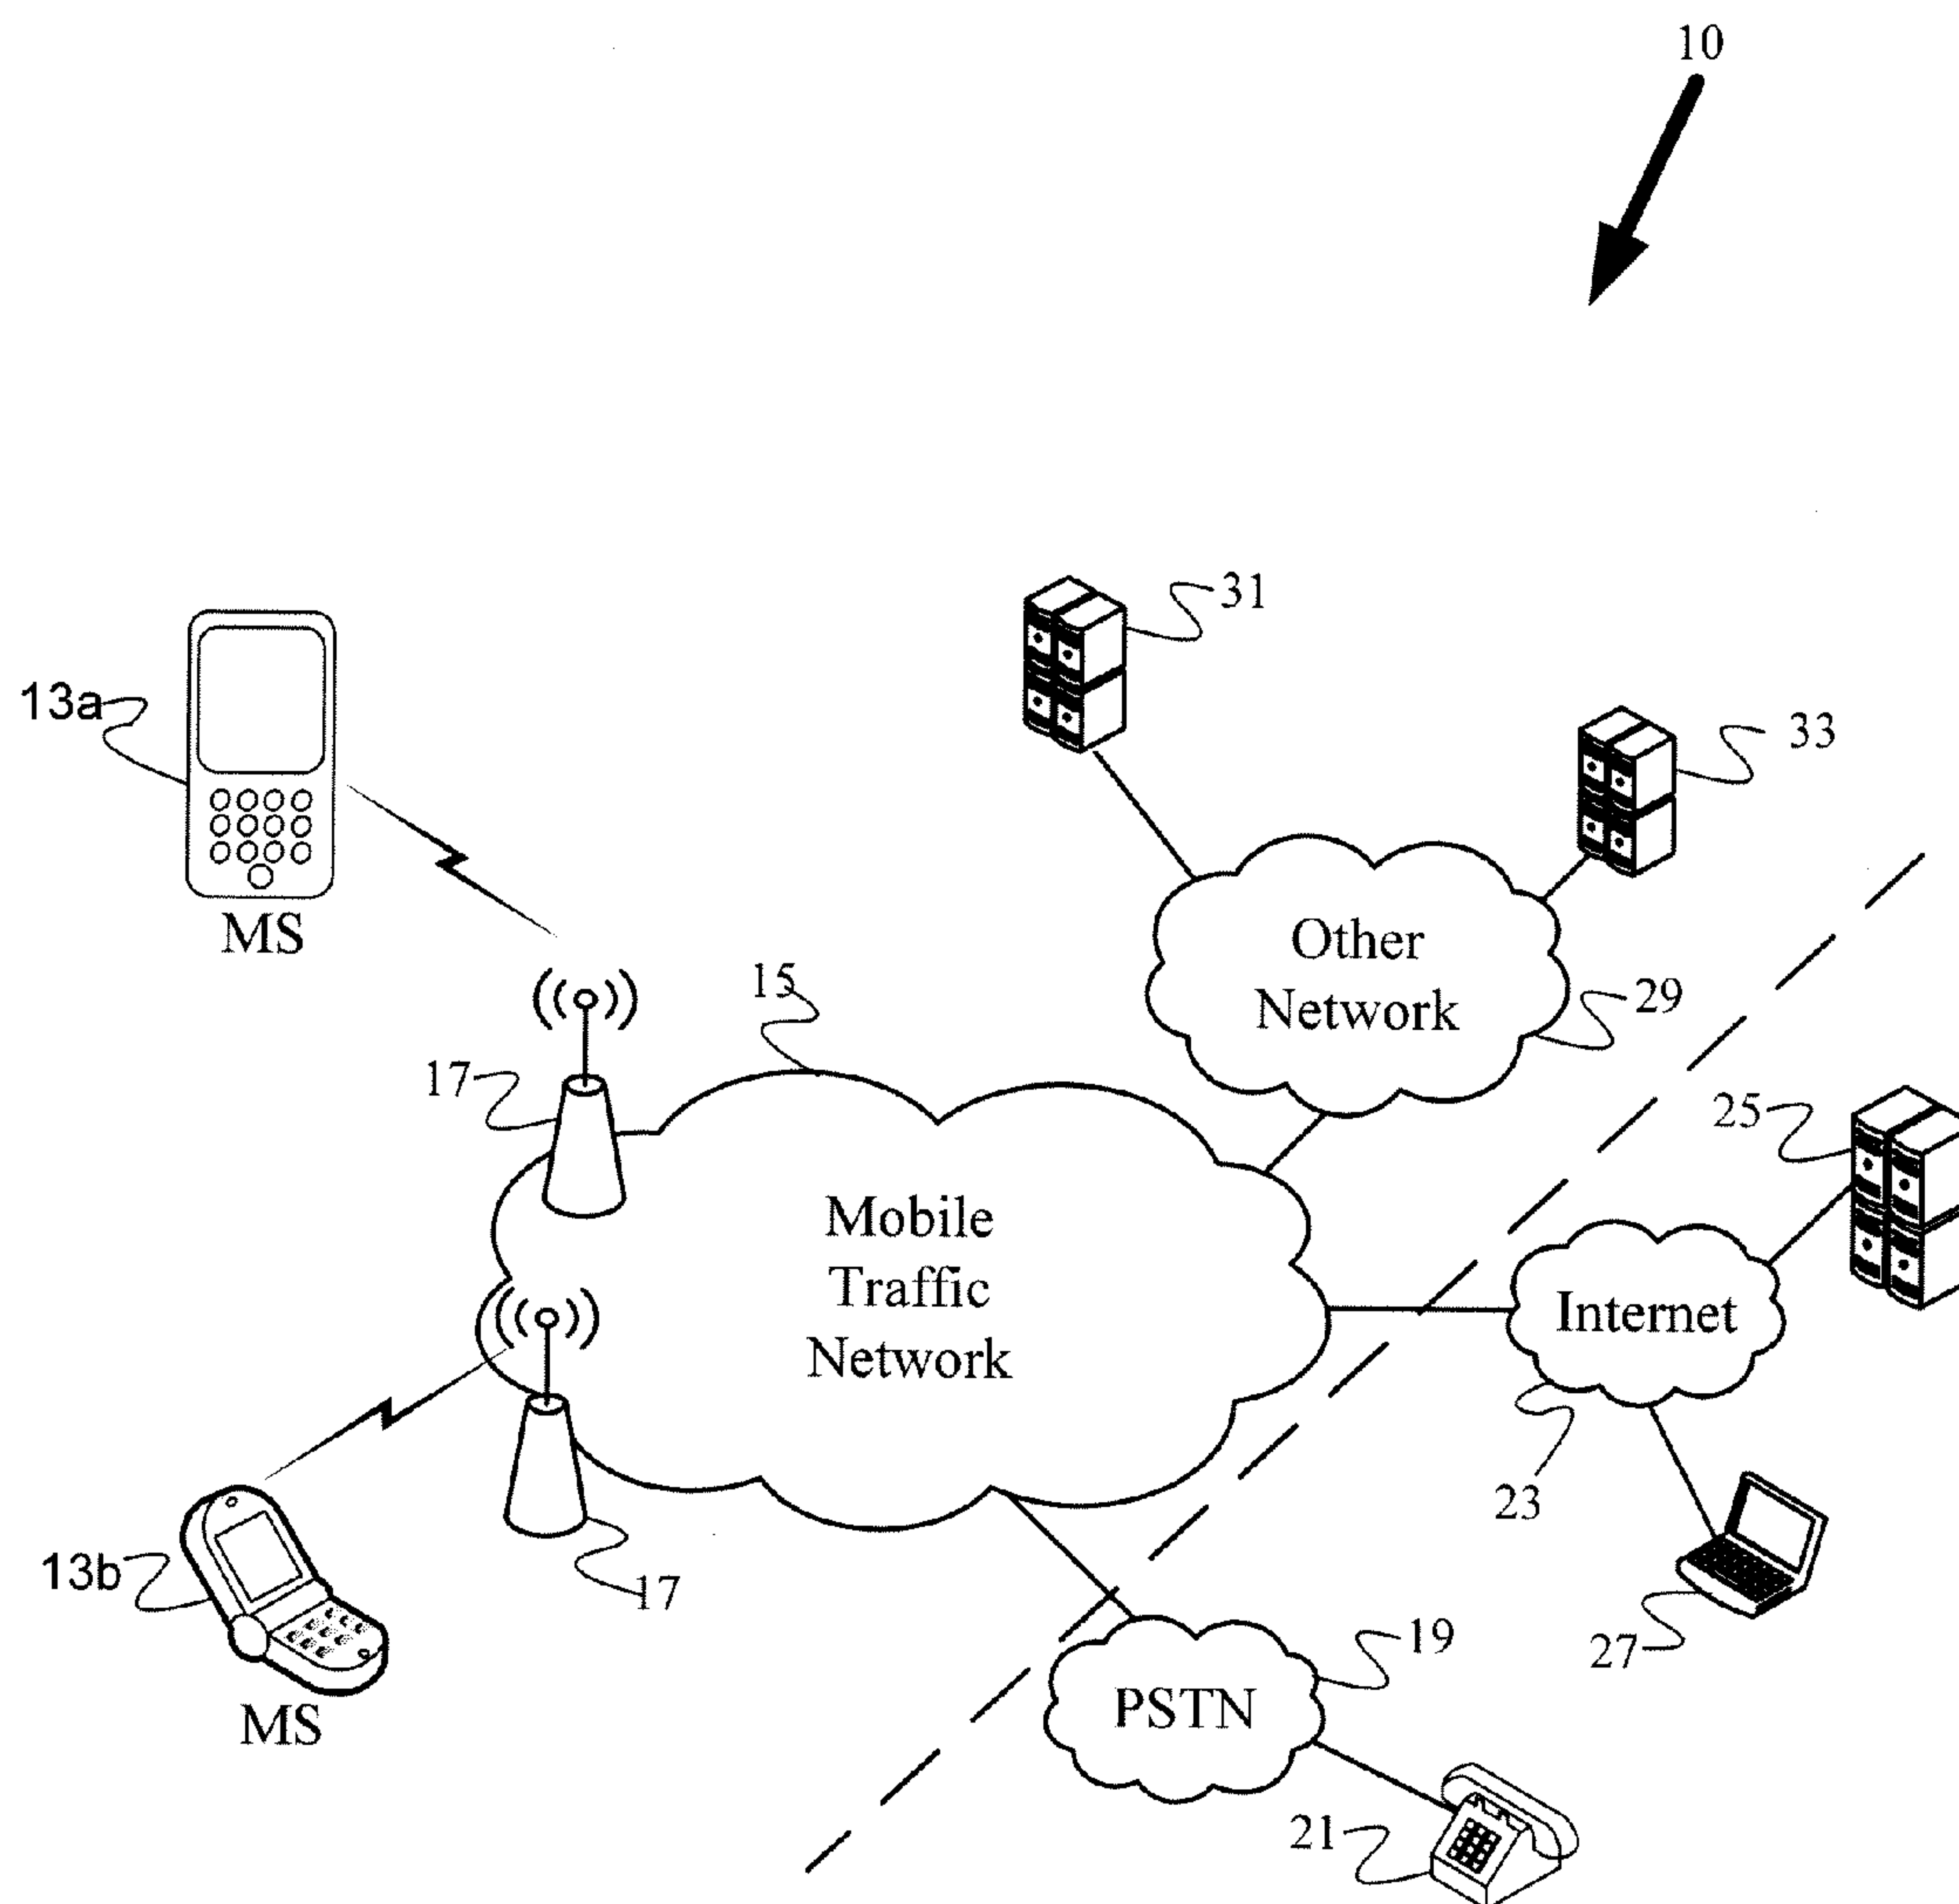 10
31
13a
33
MS
Other
Network
15
29
17
25
Mobile
Traffic
Network
Internet
23
13b
17
27
19
MS
PSTN
21